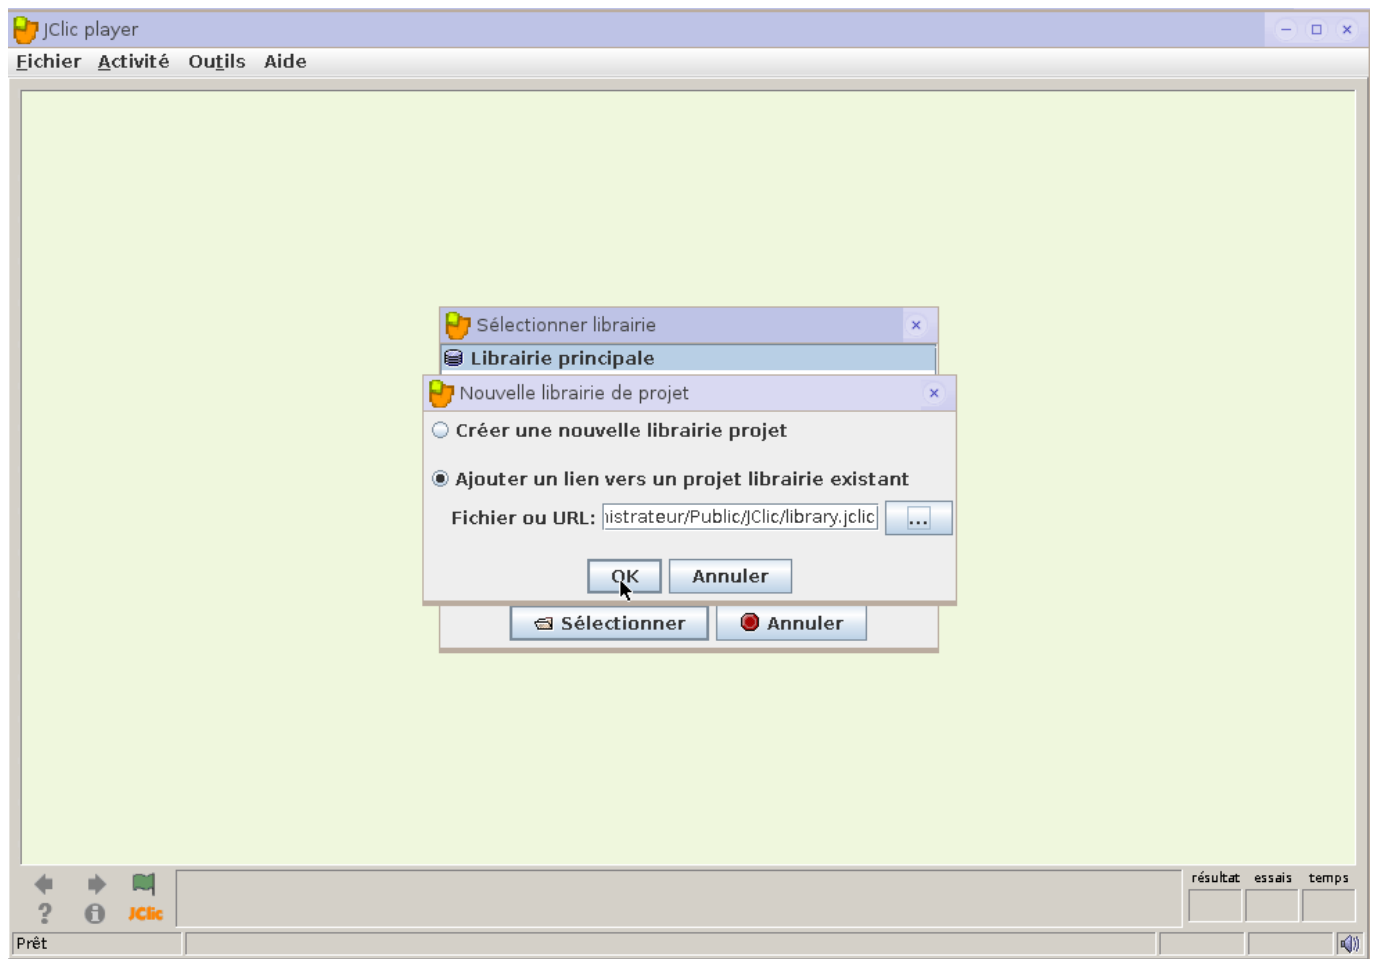 JClic player
Fichier Activité Outils Aide
Sélectionner librairie
Librairie principale
Nouvelle librairie de projet
Créer une nouvelle librairie projet
Ajouter un lien vers un projet librairie existant
Fichier ou URL: istrateur/Public/JClic/library.jclic ...
OK Annuler
Sélectionner Annuler
résultat essais temps
JClic
Prêt